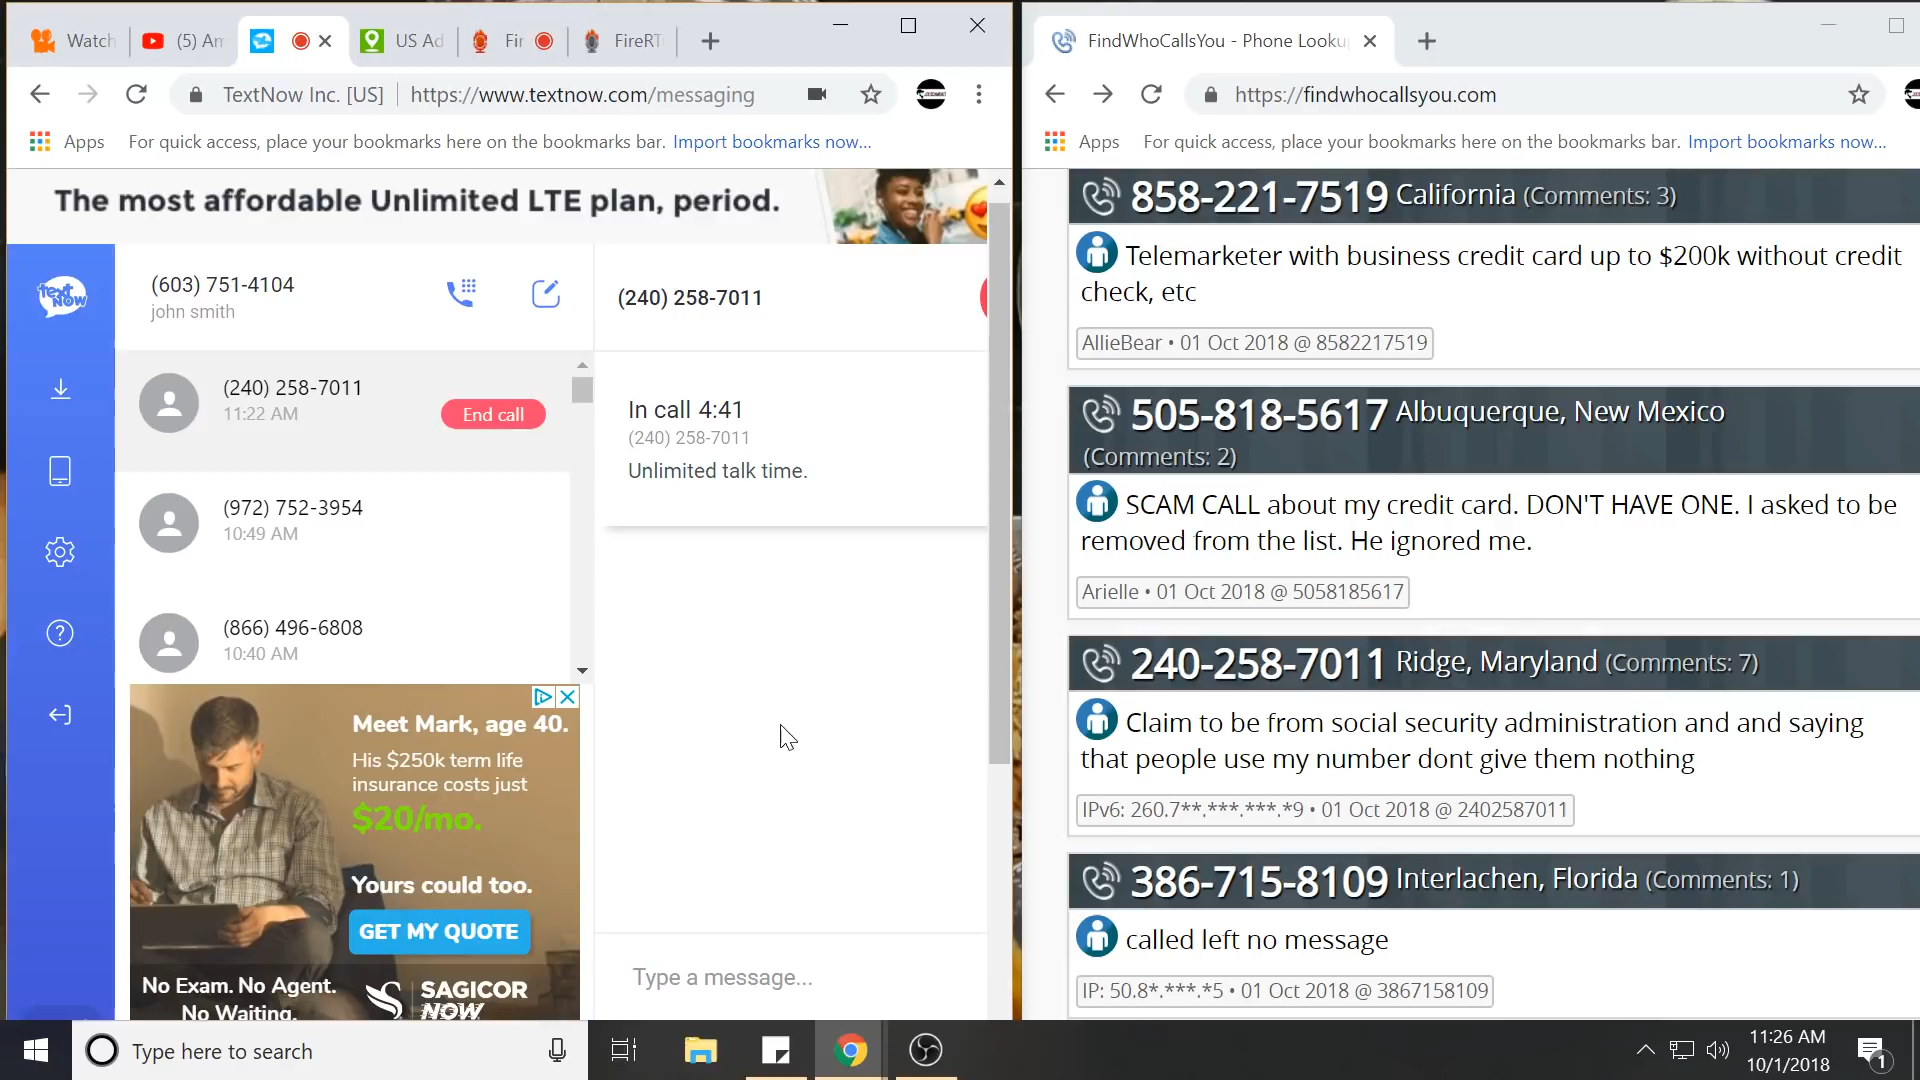 Watch
(5) Am
US Ad
Fir
FireRT
FindWhoCallsYou - Phone Looku
TextNow Inc. [US]
https://www.textnow.com/messaging
https://findwhocallsyou.com
Apps
For quick access, place your bookmarks here on the bookmarks bar. Import bookmarks now...
Apps
For quick access, place your bookmarks here on the bookmarks bar. Import bookmarks now...
The most affordable Unlimited LTE plan, period.
text
now
(603) 751-4104
john smith
(240) 258-7011
(240) 258-7011
11:22 AM
End call
In call 4:41
(240) 258-7011
Unlimited talk time.
(972) 752-3954
10:49 AM
(866) 496-6808
10:40 AM
Meet Mark, age 40.
His $250k term life
insurance costs just
$20/mo.
Yours could too.
GET MY QUOTE
No Exam. No Agent.
No Waiting.
SAGICOR
NOW
Type a message...
858-221-7519 California (Comments: 3)
Telemarketer with business credit card up to $200k without credit
check, etc
AllieBear • 01 Oct 2018 @ 8582217519
505-818-5617 Albuquerque, New Mexico
(Comments: 2)
SCAM CALL about my credit card. DON'T HAVE ONE. I asked to be
removed from the list. He ignored me.
Arielle • 01 Oct 2018 @ 5058185617
240-258-7011 Ridge, Maryland (Comments: 7)
Claim to be from social security administration and and saying
that people use my number dont give them nothing
IPv6: 260.7**.***.***.*9 • 01 Oct 2018 @ 2402587011
386-715-8109 Interlachen, Florida (Comments: 1)
called left no message
IP: 50.8*.***.*5 • 01 Oct 2018 @ 3867158109
Type here to search
11:26 AM
10/1/2018
1